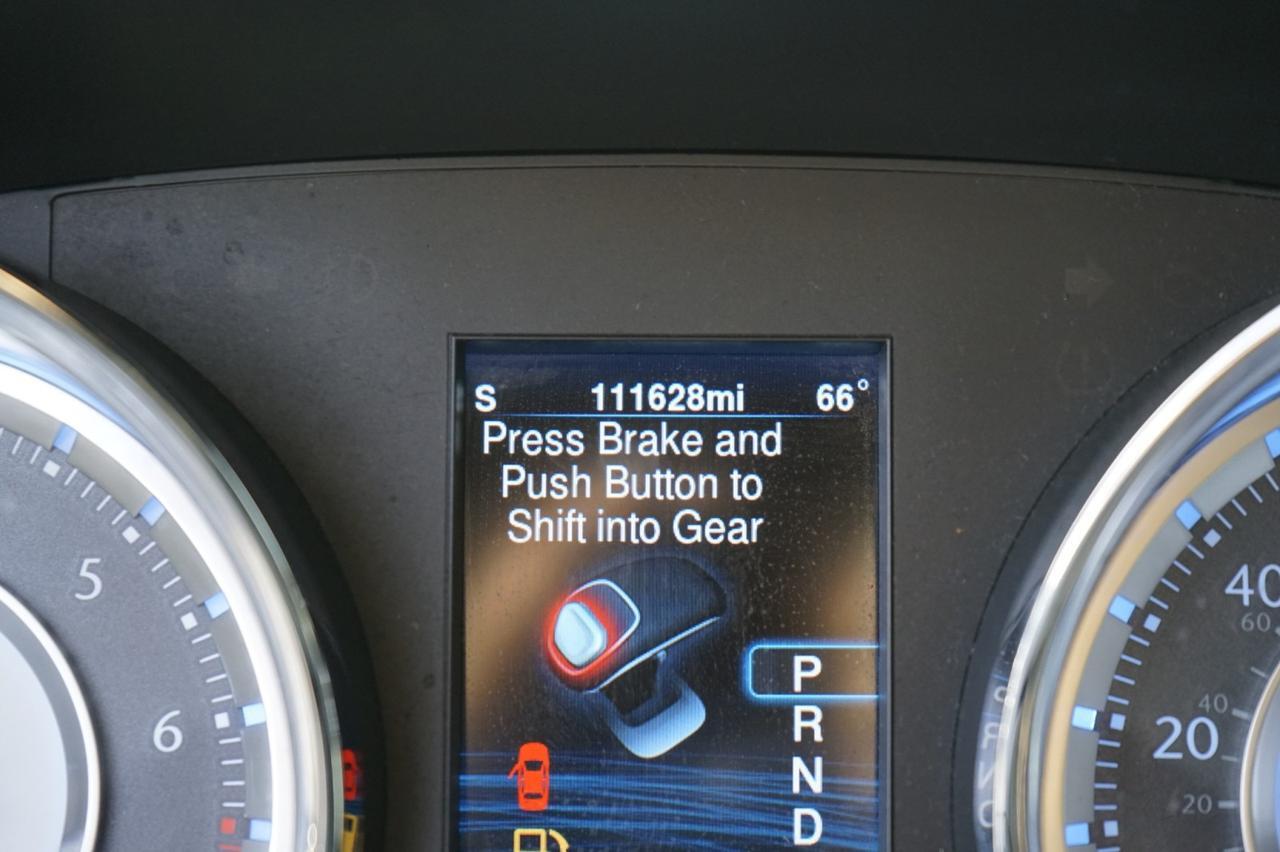 S 111628mi 66°
Press Brake and
Push Button to
Shift into Gear
P
R
N
D
5
6
40
60
40
20
20